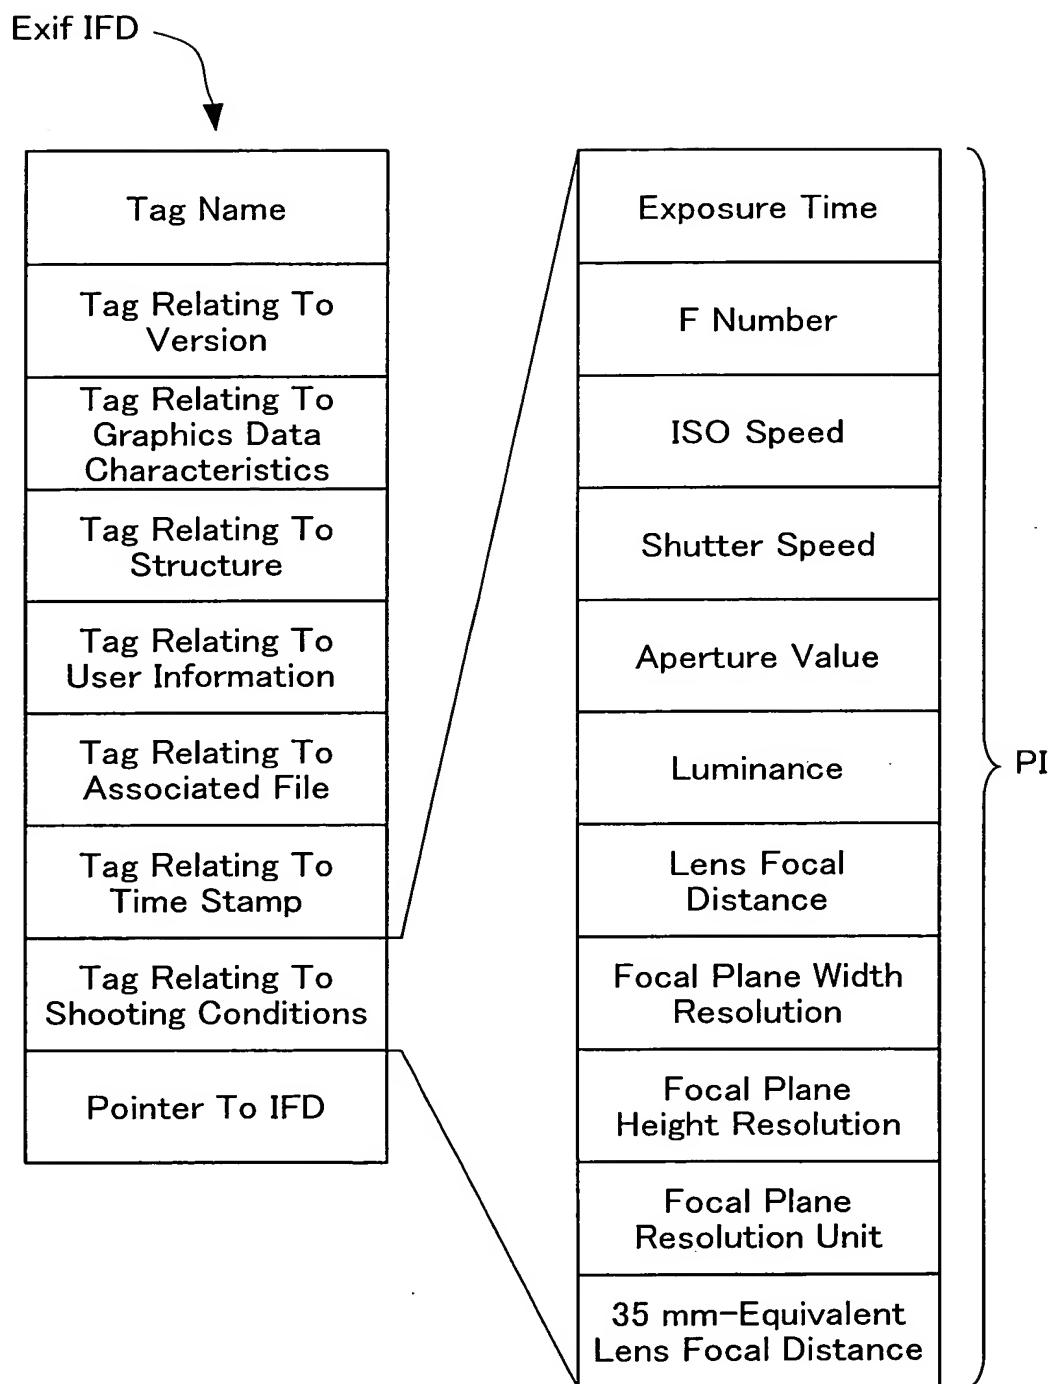 Exif IFD
Tag Name
Tag Relating To
Version
Tag Relating To
Graphics Data
Characteristics
Tag Relating To
Structure
Tag Relating To
User Information
Tag Relating To
Associated File
Tag Relating To
Time Stamp
Tag Relating To
Shooting Conditions
Pointer To IFD
Exposure Time
F Number
ISO Speed
Shutter Speed
Aperture Value
Luminance
Lens Focal
Distance
Focal Plane Width
Resolution
Focal Plane
Height Resolution
Focal Plane
Resolution Unit
35 mm-Equivalent
Lens Focal Distance
PI